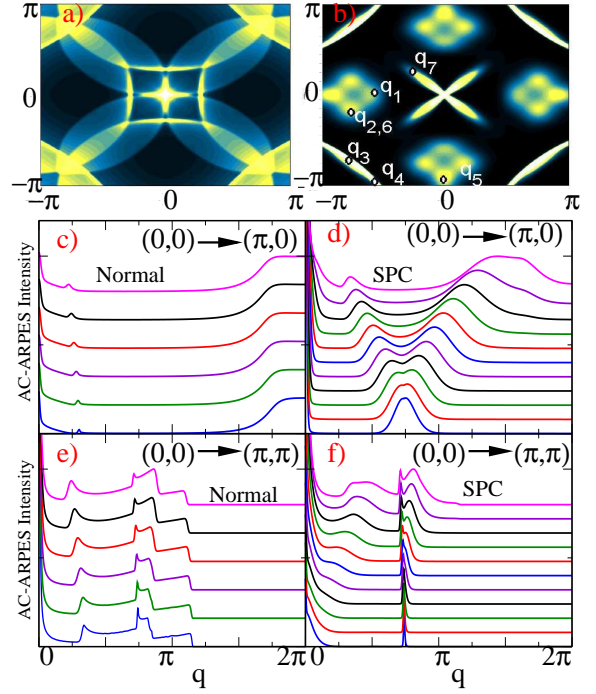 a)
b)
π
0
−π
−π
0
π
q7
q1
q2,6
q3
q4
q5
−π
0
π
c)
(0,0) → (π,0)
Normal
d)
(0,0) → (π,0)
SPC
AC-ARPES Intensity
e)
(0,0) → (π,π)
Normal
f)
(0,0) → (π,π)
SPC
AC-ARPES Intensity
0
π
2π
0
π
2π
q
q